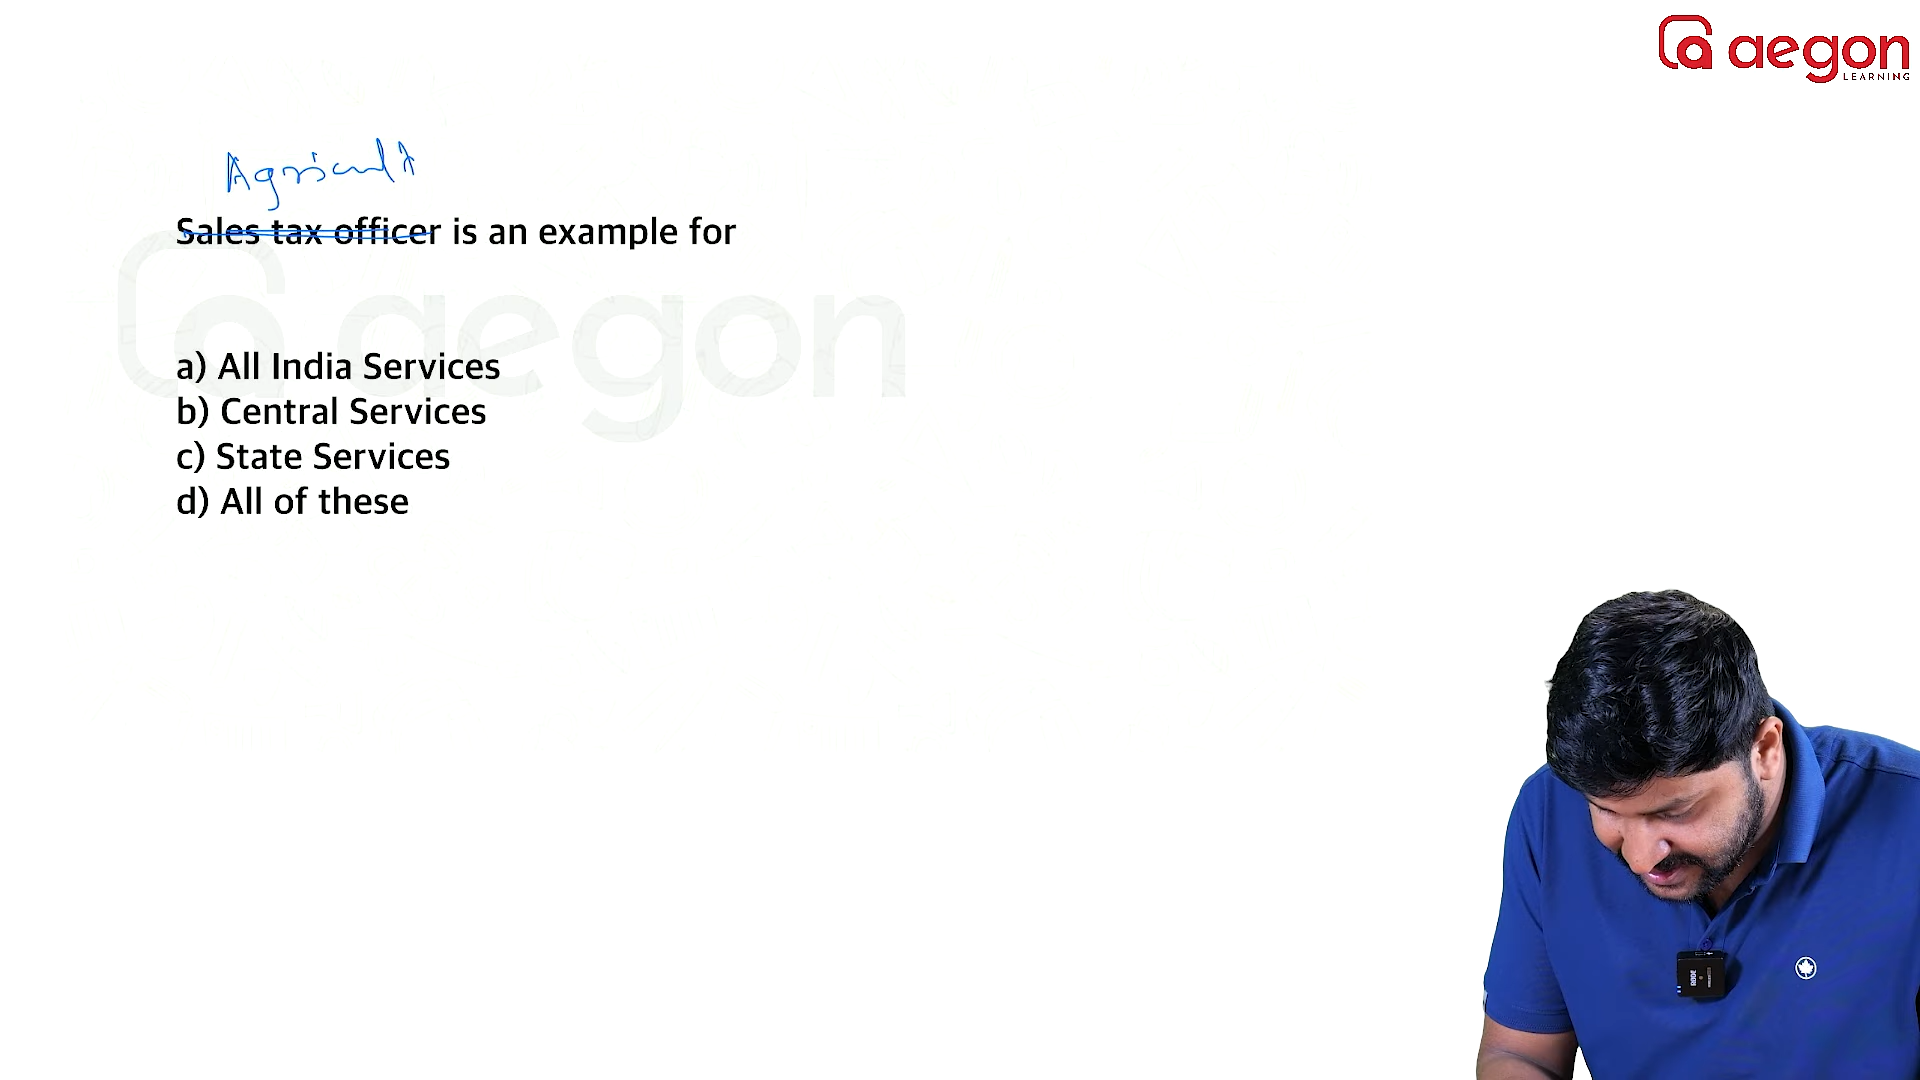 aegon
LEARNING
Agricult
Sales tax officer is an example for
aegon
a) All India Services
b) Central Services
c) State Services
d) All of these